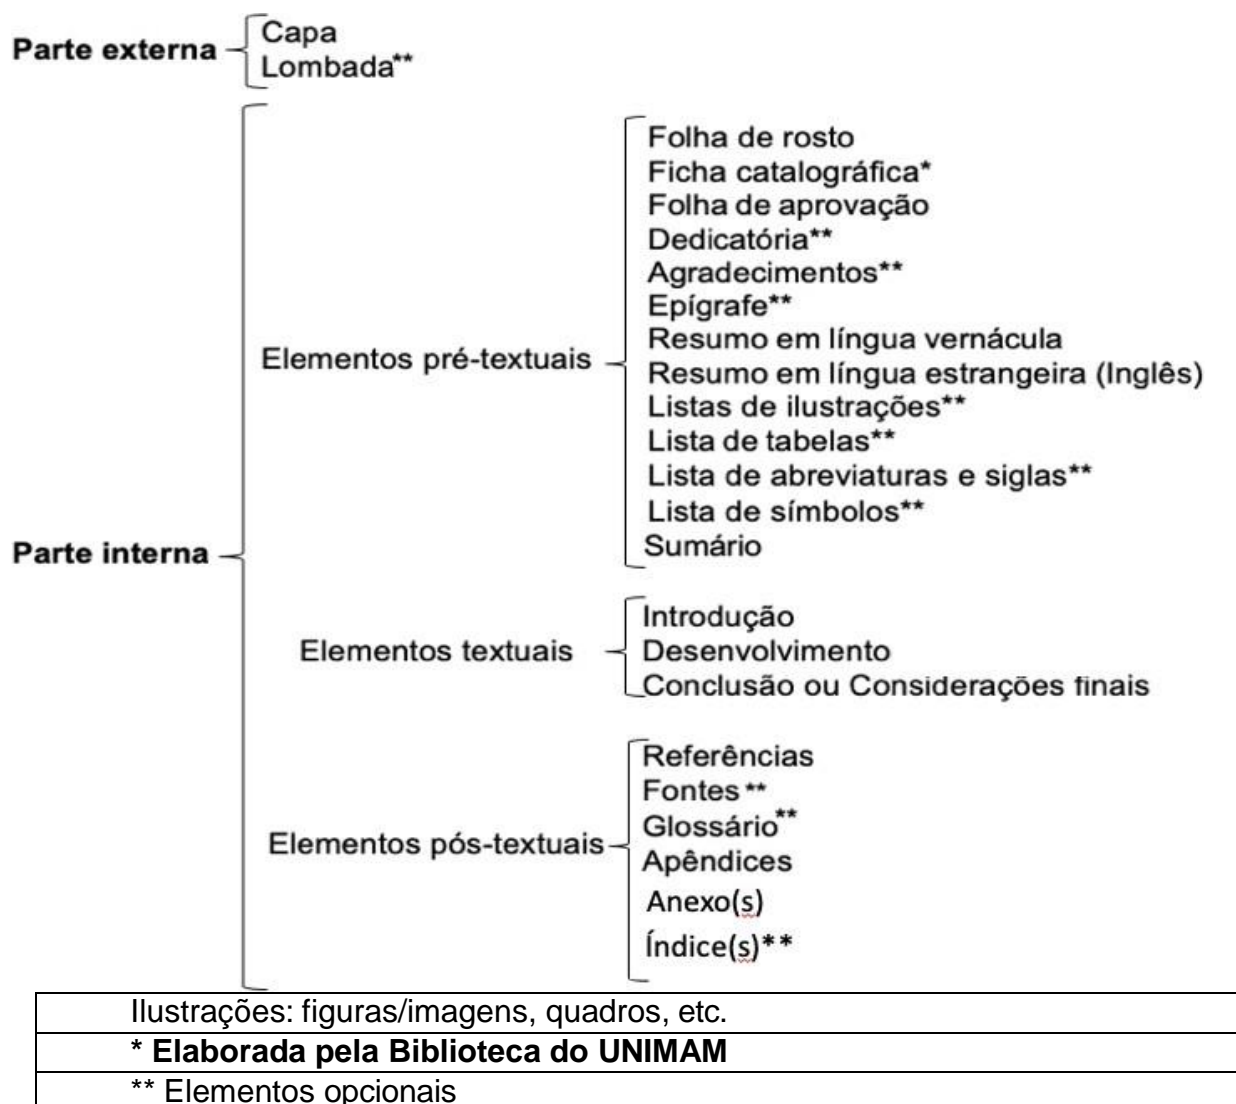 Parte externa
Capa
Lombada**
Parte interna
Elementos pré-textuais
Folha de rosto
Ficha catalográfica*
Folha de aprovação
Dedicatória**
Agradecimentos**
Epígrafe**
Resumo em língua vernácula
Resumo em língua estrangeira (Inglês)
Listas de ilustrações**
Lista de tabelas**
Lista de abreviaturas e siglas**
Lista de símbolos**
Sumário
Elementos textuais
Introdução
Desenvolvimento
Conclusão ou Considerações finais
Elementos pós-textuais
Referências
Fontes **
Glossário**
Apêndices
Anexo(s)
Índice(s)**
Ilustrações: figuras/imagens, quadros, etc.
* Elaborada pela Biblioteca do UNIMAM
** Elementos opcionais